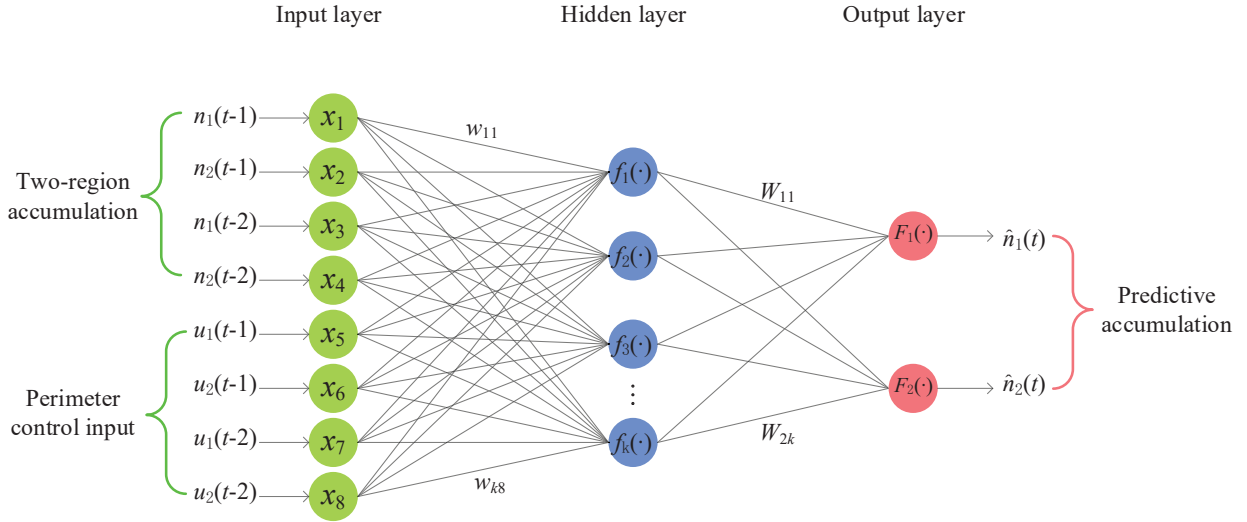 Input layer
Hidden layer
Output layer
Two-region
accumulation
n₁(t-1)
n₂(t-1)
n₁(t-2)
n₂(t-2)
Perimeter
control input
u₁(t-1)
u₂(t-1)
u₁(t-2)
u₂(t-2)
x₁
x₂
x₃
x₄
x₅
x₆
x₇
x₈
w₁₁
wₖ₈
f₁(·)
f₂(·)
f₃(·)
⋮
fₖ(·)
W₁₁
W₂ₖ
F₁(·)
F₂(·)
n̂₁(t)
n̂₂(t)
Predictive
accumulation